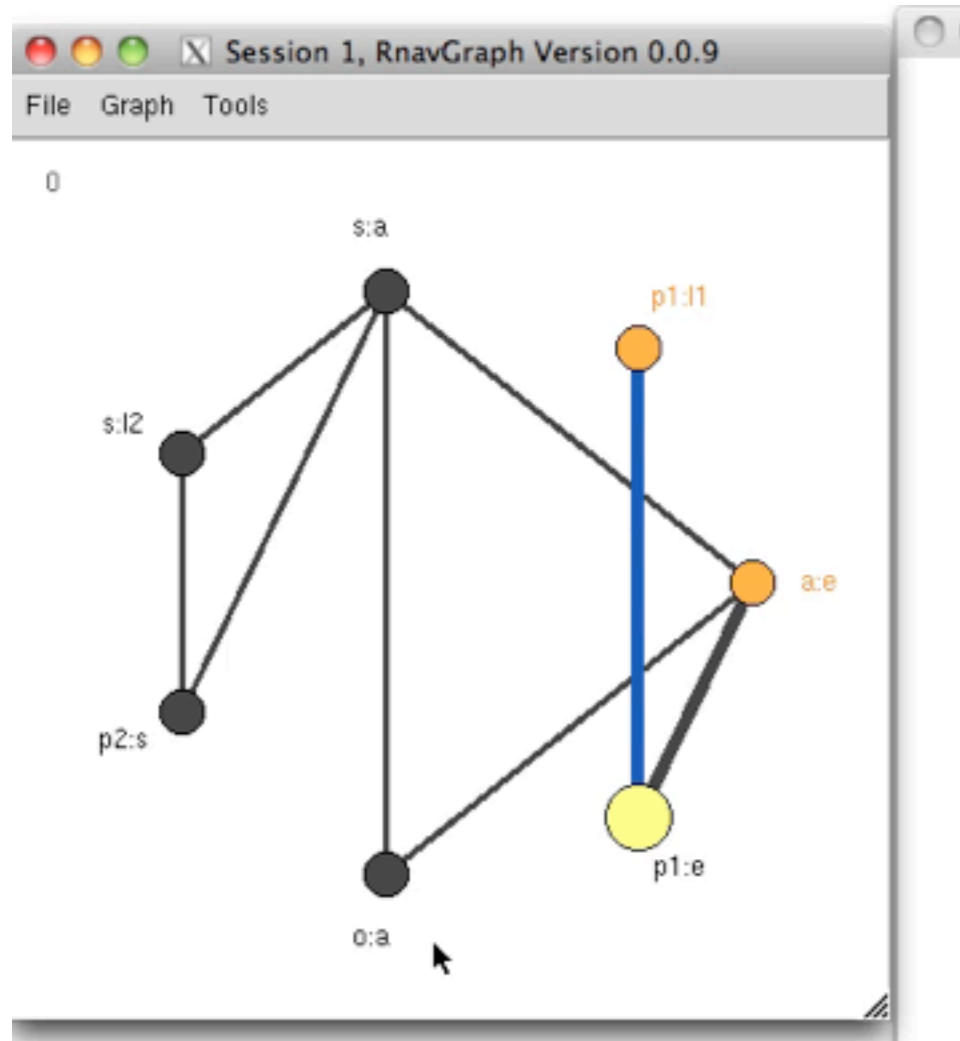 Session 1, RnavGraph Version 0.0.9
File Graph Tools
0
s:a
p1:l1
s:l2
a:e
p2:s
p1:e
o:a